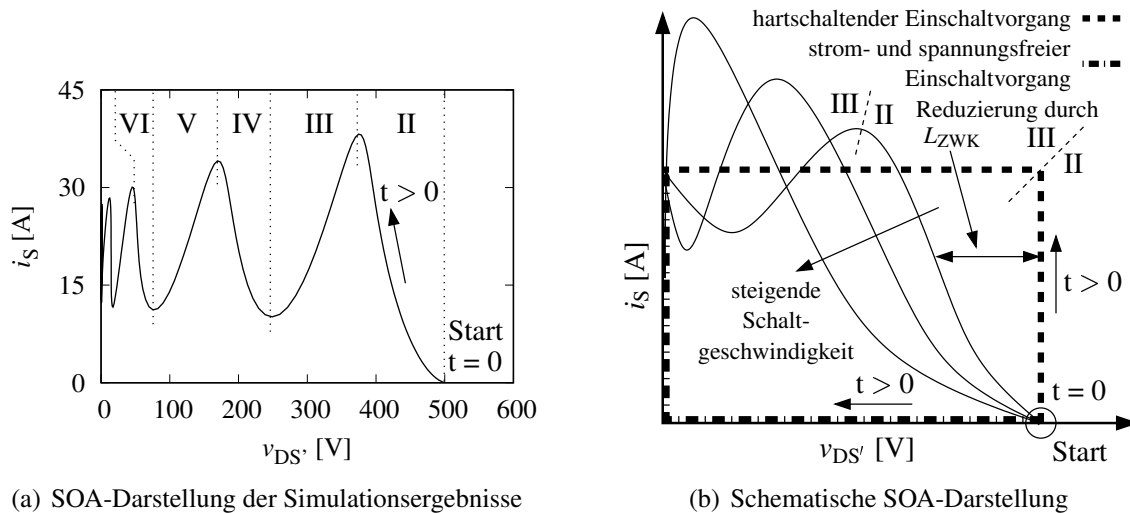 45
30
15
0
i_S [A]
VI
V
IV
III
II
t > 0
Start
t = 0
0
100
200
300
400
500
600
v_DS' [V]
(a) SOA-Darstellung der Simulationsergebnisse
hartschaltender Einschaltvorgang
strom- und spannungsfreier
Einschaltvorgang
Reduzierung durch
L_ZWK
III
II
III
II
i_S [A]
steigende
Schalt-
geschwindigkeit
t > 0
t > 0
t = 0
Start
v_DS′ [V]
(b) Schematische SOA-Darstellung